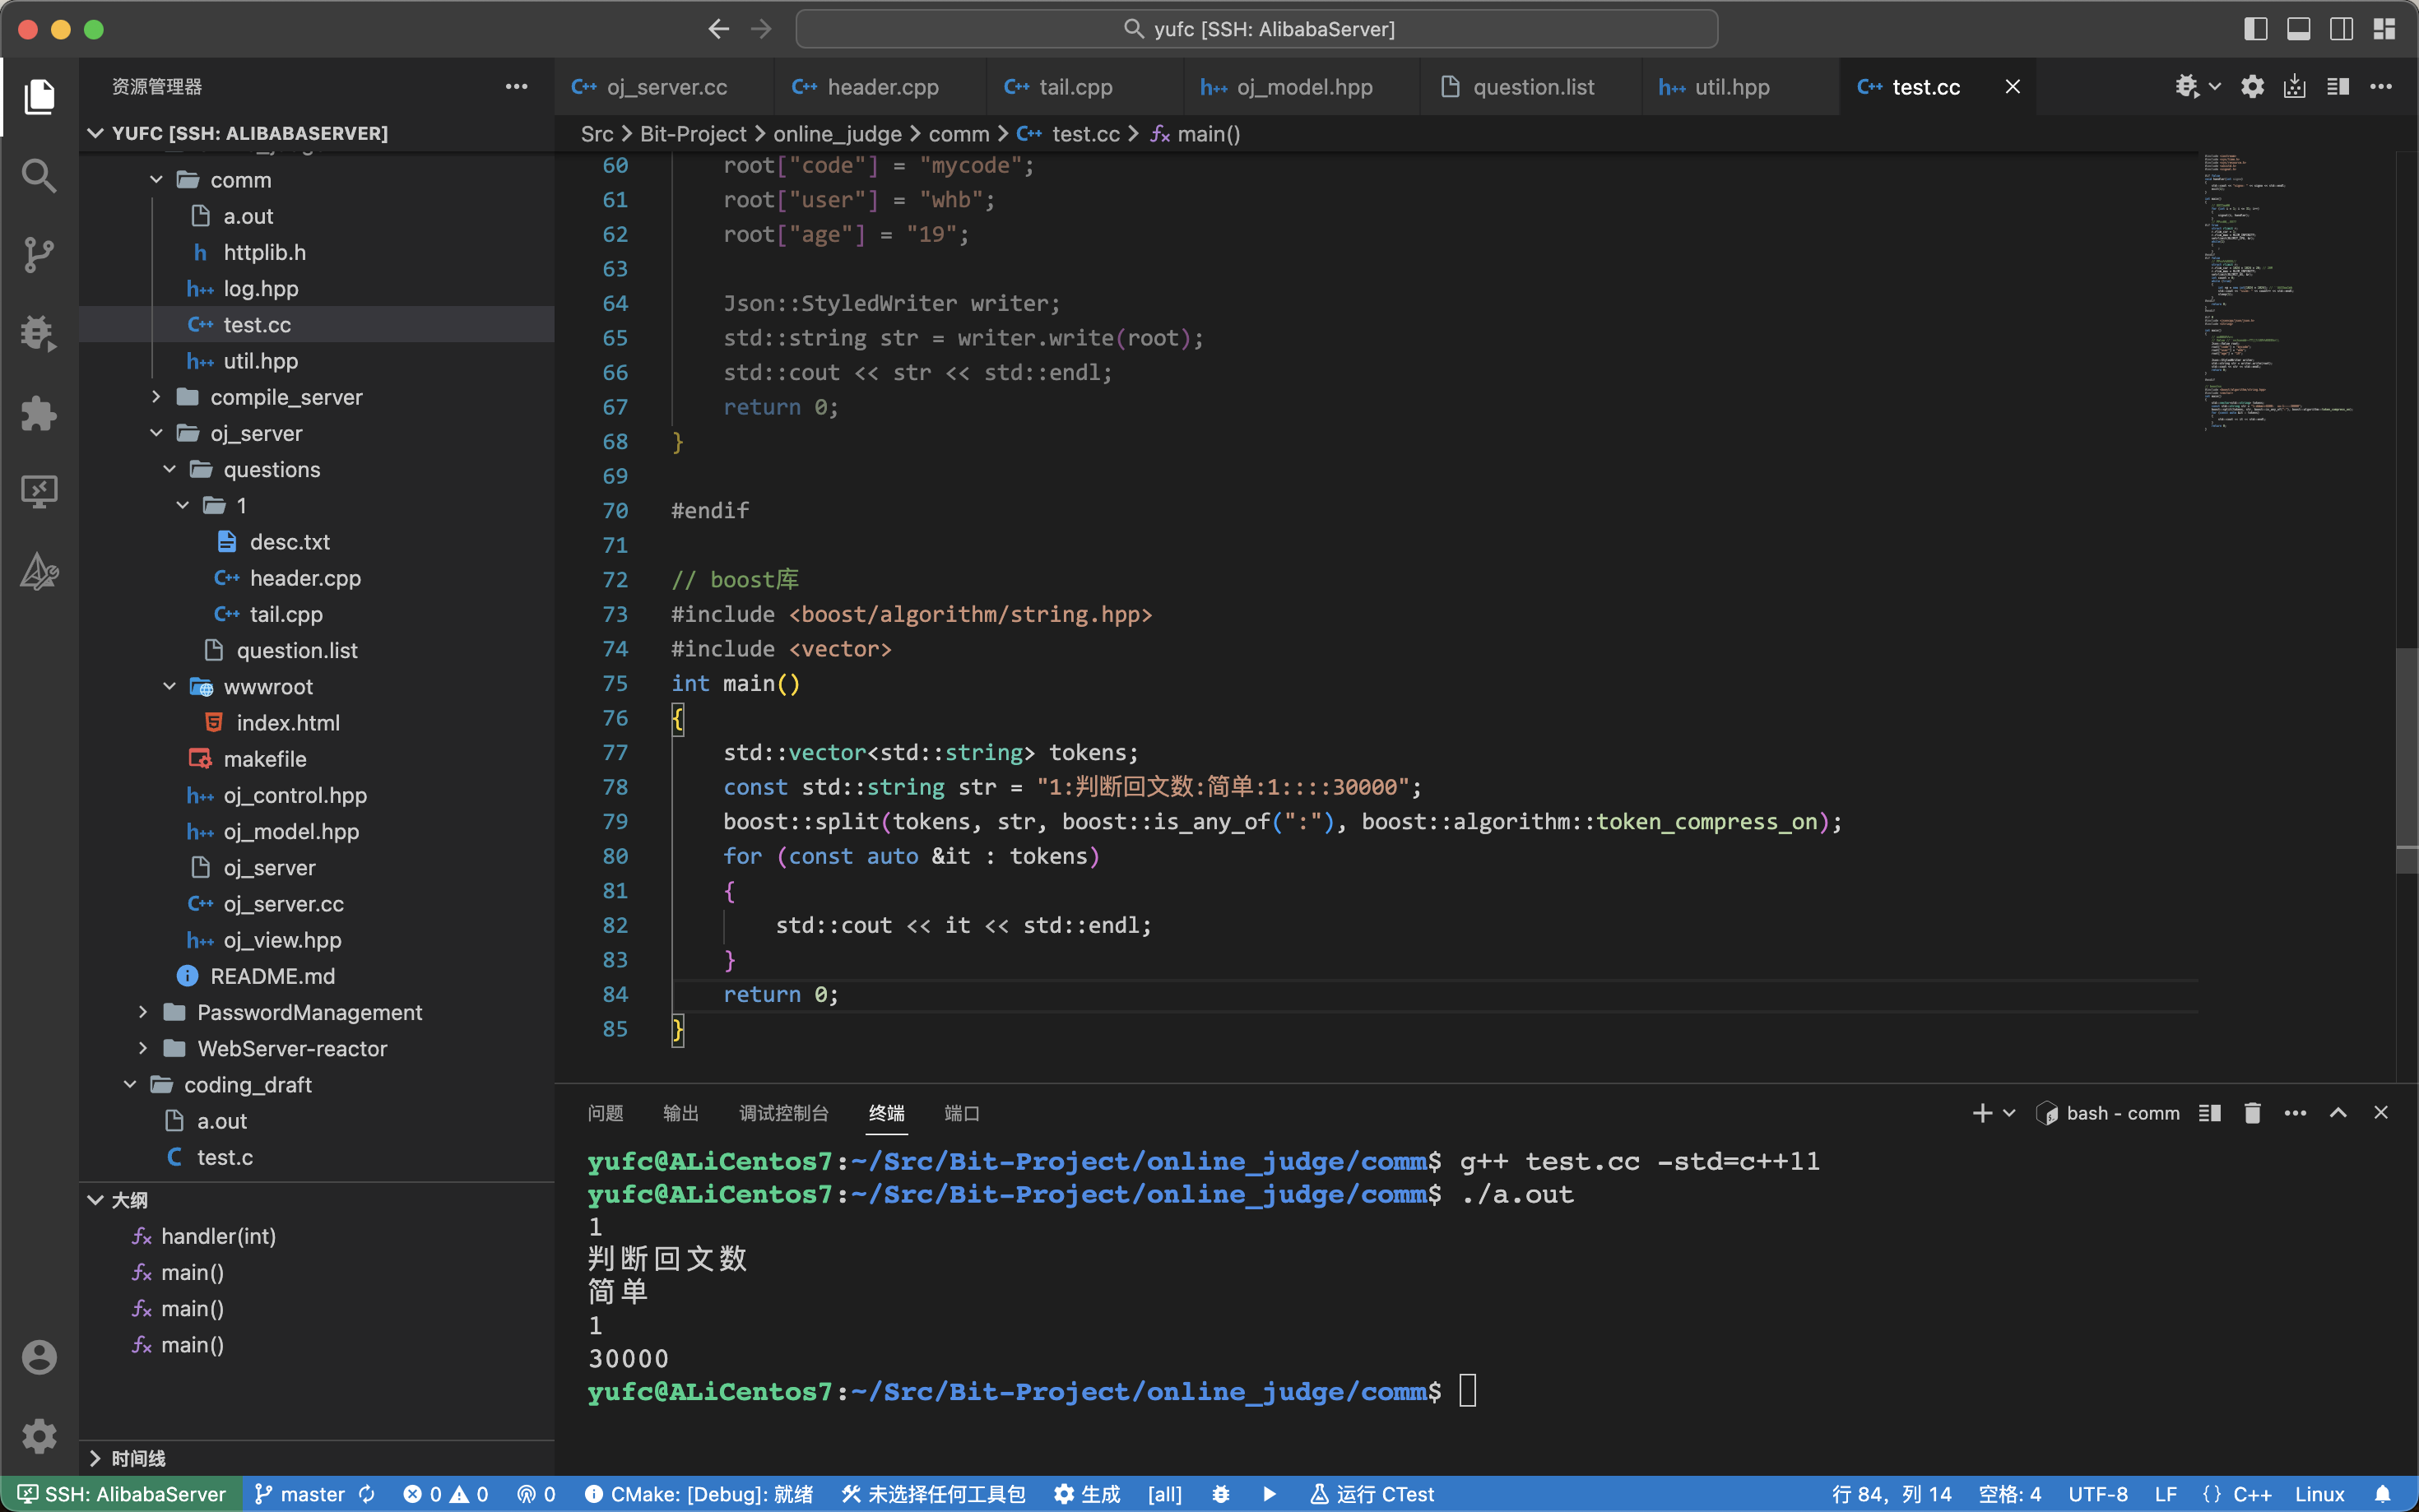 yufc [SSH: AlibabaServer]
资源管理器
YUFC [SSH: ALIBABASERVER]
comm
a.out
httplib.h
log.hpp
test.cc
util.hpp
compile_server
oj_server
questions
1
desc.txt
header.cpp
tail.cpp
question.list
wwwroot
index.html
makefile
oj_control.hpp
oj_model.hpp
oj_server
oj_server.cc
oj_view.hpp
README.md
PasswordManagement
WebServer-reactor
coding_draft
a.out
test.c
大纲
handler(int)
main()
main()
main()
时间线
oj_server.cc header.cpp tail.cpp oj_model.hpp question.list util.hpp test.cc
Src > Bit-Project > online_judge > comm > test.cc > main()
60 root["code"] = "mycode";
61 root["user"] = "whb";
62 root["age"] = "19";
63
64 Json::StyledWriter writer;
65 std::string str = writer.write(root);
66 std::cout << str << std::endl;
67 return 0;
68 }
69
70 #endif
71
72 // boost库
73 #include <boost/algorithm/string.hpp>
74 #include <vector>
75 int main()
76 {
77 std::vector<std::string> tokens;
78 const std::string str = "1:判断回文数:简单:1::::30000";
79 boost::split(tokens, str, boost::is_any_of(":"), boost::algorithm::token_compress_on);
80 for (const auto &it : tokens)
81 {
82 std::cout << it << std::endl;
83 }
84 return 0;
85 }
问题 输出 调试控制台 终端 端口
bash - comm
yufc@ALiCentos7:~/Src/Bit-Project/online_judge/comm$ g++ test.cc -std=c++11
yufc@ALiCentos7:~/Src/Bit-Project/online_judge/comm$ ./a.out
1
判断回文数
简单
1
30000
yufc@ALiCentos7:~/Src/Bit-Project/online_judge/comm$
SSH: AlibabaServer master 0 0 0 CMake: [Debug]: 就绪 未选择任何工具包 生成 [all] 运行 CTest 行 84，列 14 空格: 4 UTF-8 LF {} C++ Linux